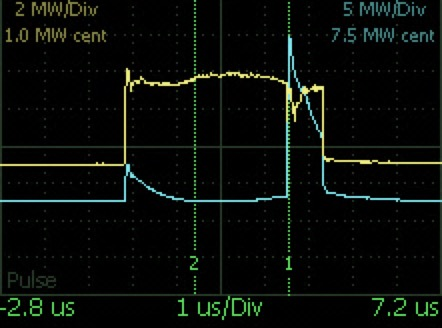 2 MW/Div 5 MW/Div
1.0 MW cent 7.5 MW cent
2 1
Pulse
-2.8 us 1 us/Div 7.2 us